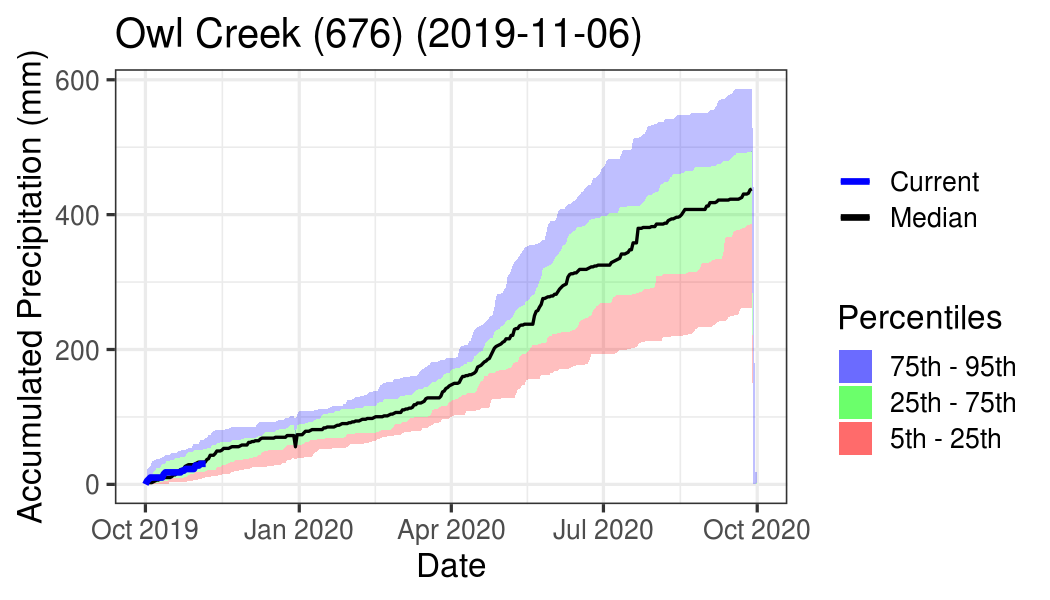 Owl Creek (676) (2019-11-06)
Accumulated Precipitation (mm)
600
400
200
0
Oct 2019 Jan 2020 Apr 2020 Jul 2020 Oct 2020
Date
Current
Median
Percentiles
75th - 95th
25th - 75th
5th - 25th